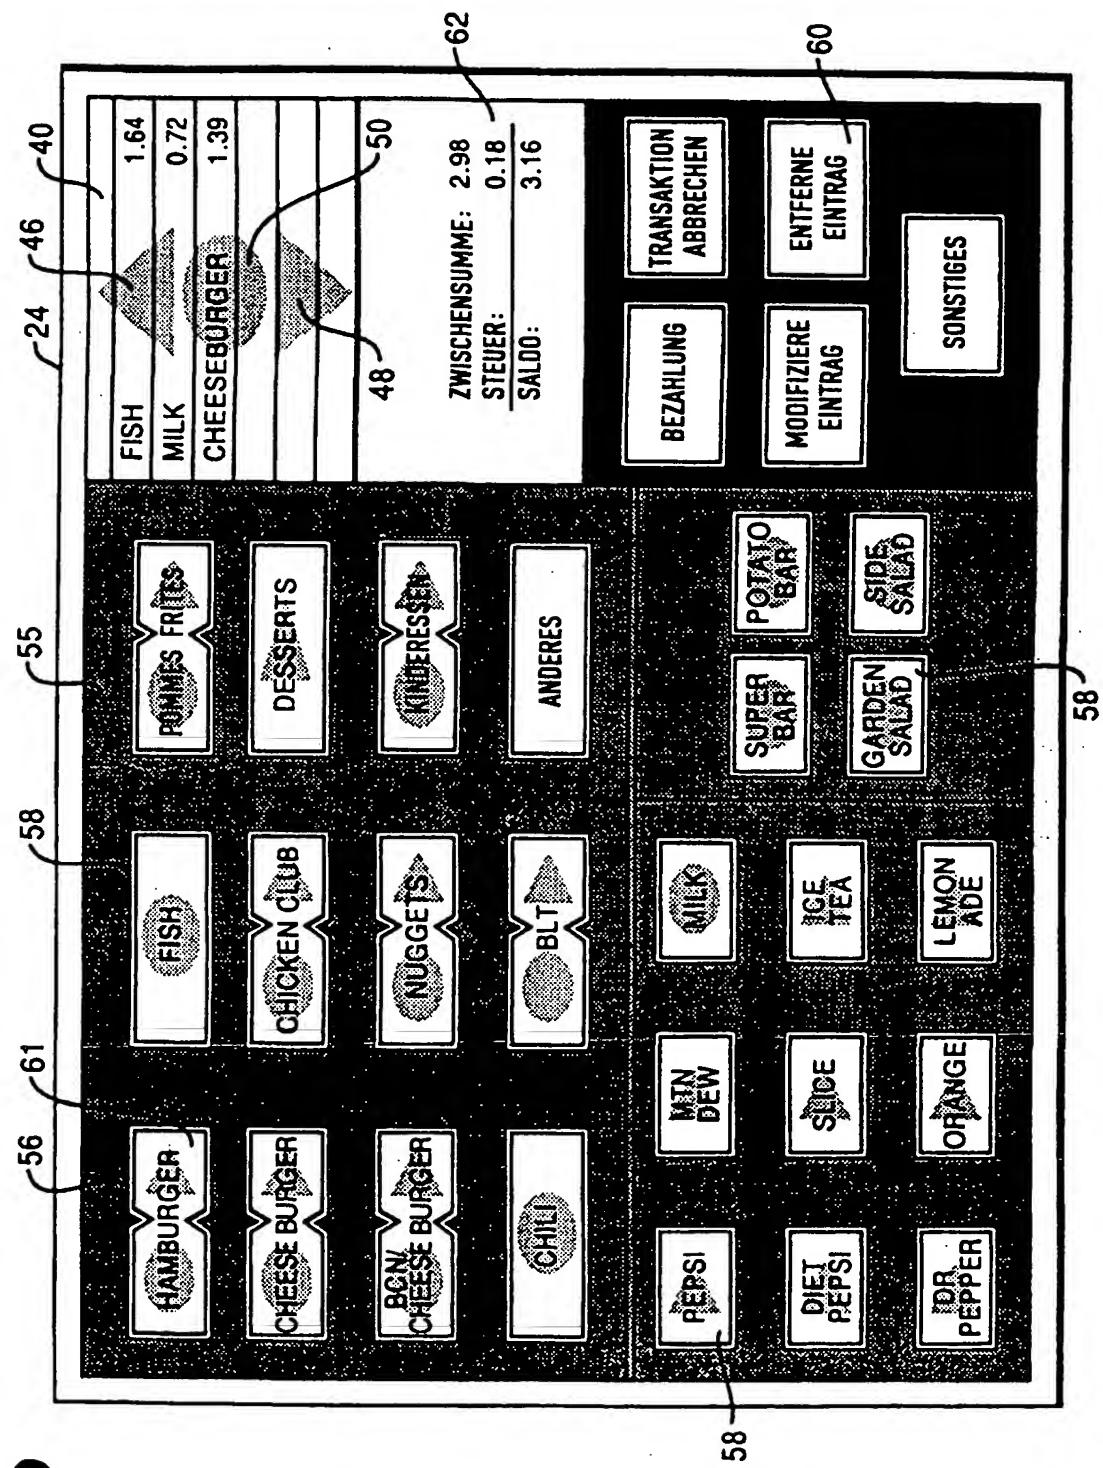 56
61
58
55
24
46
40
HAMBURGER
FISH
POMMES FRITES
CHEESE BURGER
CHICKEN CLUB
DESSERTS
BCN/
CHEESE BURGER
NUGGETS
KINDERESSEN
CHILI
BLT
ANDERES
FISH 1.64
MILK 0.72
CHEESEBURGER 1.39
48
50
ZWISCHENSUMME: 2.98
STEUER: 0.18
SALDO: 3.16
62
PEPSI
MTN
DEW
MILK
SUPER
BAR
POTATO
BAR
DIET
PEPSI
SLICE
ICE
TEA
GARDEN
SALAD
SIDE
SALAD
DR.
PEPPER
ORANGE
LEMON
ADE
BEZAHLUNG
TRANSAKTION
ABBRECHEN
MODIFIZIERE
EINTRAG
ENTFERNE
EINTRAG
SONSTIGES
60
58
58